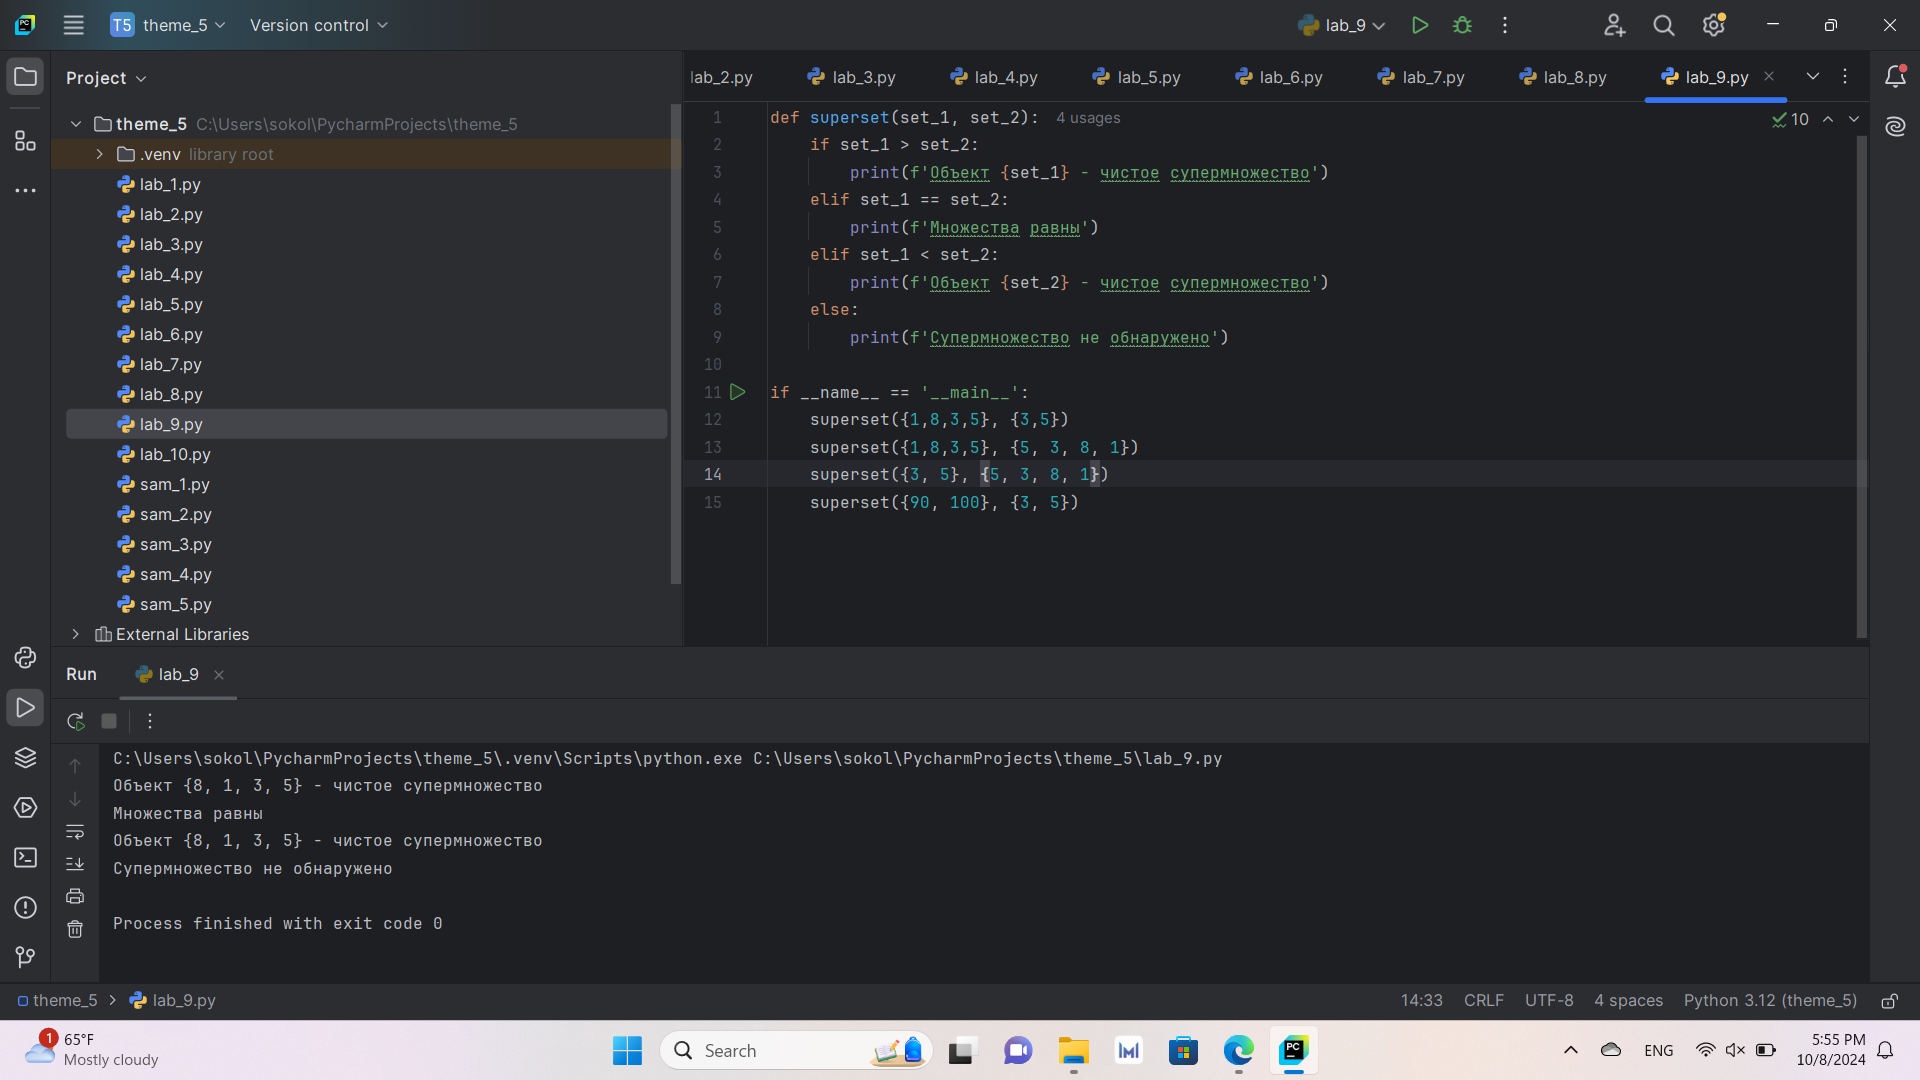 T5 theme_5 Version control lab_9
Project
lab_2.py lab_3.py lab_4.py lab_5.py lab_6.py lab_7.py lab_8.py lab_9.py
theme_5 C:\Users\sokol\PycharmProjects\theme_5
.venv library root
lab_1.py
lab_2.py
lab_3.py
lab_4.py
lab_5.py
lab_6.py
lab_7.py
lab_8.py
lab_9.py
lab_10.py
sam_1.py
sam_2.py
sam_3.py
sam_4.py
sam_5.py
External Libraries
1 def superset(set_1, set_2): 4 usages
10
2 if set_1 > set_2:
3 print(f'Объект {set_1} - чистое супермножество')
4 elif set_1 == set_2:
5 print(f'Множества равны')
6 elif set_1 < set_2:
7 print(f'Объект {set_2} - чистое супермножество')
8 else:
9 print(f'Супермножество не обнаружено')
10
11 if __name__ == '__main__':
12 superset({1,8,3,5}, {3,5})
13 superset({1,8,3,5}, {5, 3, 8, 1})
14 superset({3, 5}, {5, 3, 8, 1})
15 superset({90, 100}, {3, 5})
Run lab_9
C:\Users\sokol\PycharmProjects\theme_5\.venv\Scripts\python.exe C:\Users\sokol\PycharmProjects\theme_5\lab_9.py
Объект {8, 1, 3, 5} - чистое супермножество
Множества равны
Объект {8, 1, 3, 5} - чистое супермножество
Супермножество не обнаружено
Process finished with exit code 0
theme_5 > lab_9.py 14:33 CRLF UTF-8 4 spaces Python 3.12 (theme_5)
1
65°F
Mostly cloudy
Search
PC
ENG
5:55 PM
10/8/2024